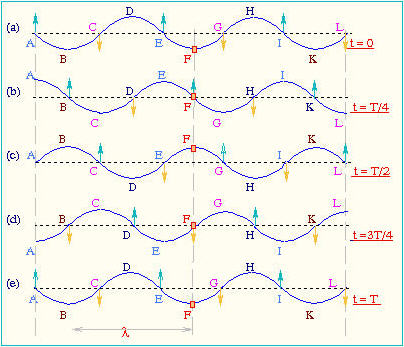 D H
(a) C G L
A E F I
B K t = 0
A E I
(b) B D F H K
C G L t = T/4
B F K
(c) A C E G I L
D H t = T/2
C G L
(d) B D F H K
A E I t = 3T/4
D H
(e) C G L
A E I
B F K t = T
λ